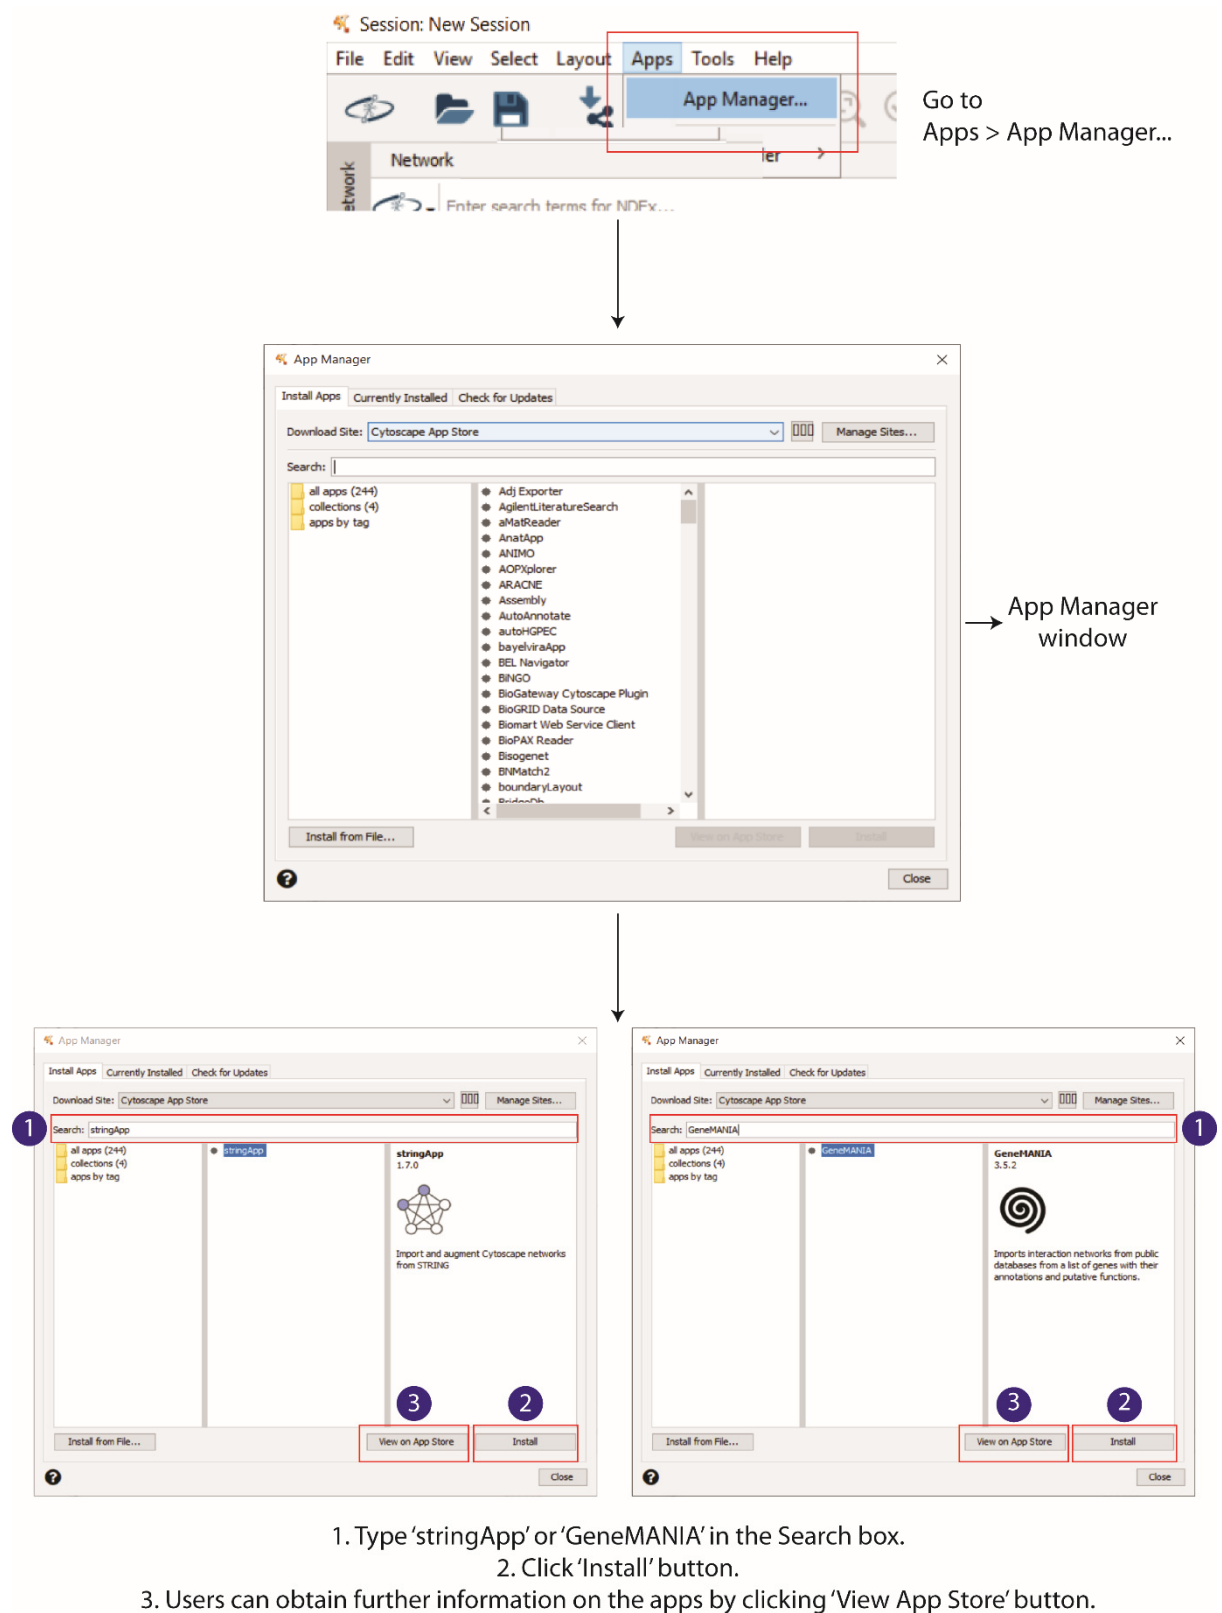 Session: New Session
File Edit View Select Layout Apps Tools Help
App Manager...
Go to
Apps > App Manager...
Network
Enter search terms for NDEx...
App Manager
Install Apps Currently Installed Check for Updates
Download Site: Cytoscape App Store Manage Sites...
Search:
all apps (244)
collections (4)
apps by tag
Adj Exporter
AgilentLiteratureSearch
aMatReader
AnatApp
ANIMO
AOPXplorer
ARACNE
Assembly
AutoAnnotate
autoHGPEC
bayelviraApp
BEL Navigator
BiNGO
BioGateway Cytoscape Plugin
BioGRID Data Source
Biomart Web Service Client
BioPAX Reader
Bisogenet
BNMatch2
boundaryLayout
BridgeDb
Install from File... View on App Store Install
Close
App Manager
window
App Manager
Install Apps Currently Installed Check for Updates
Download Site: Cytoscape App Store Manage Sites...
1
Search: stringApp
all apps (244)
collections (4)
apps by tag
stringApp
stringApp
1.7.0
Import and augment Cytoscape networks
from STRING
3 2
Install from File... View on App Store Install
Close
App Manager
Install Apps Currently Installed Check for Updates
Download Site: Cytoscape App Store Manage Sites...
Search: GeneMANIA
1
all apps (244)
collections (4)
apps by tag
GeneMANIA
GeneMANIA
3.5.2
Imports interaction networks from public
databases from a list of genes with their
annotations and putative functions.
3 2
Install from File... View on App Store Install
Close
1. Type 'stringApp' or 'GeneMANIA' in the Search box.
2. Click 'Install' button.
3. Users can obtain further information on the apps by clicking 'View App Store' button.